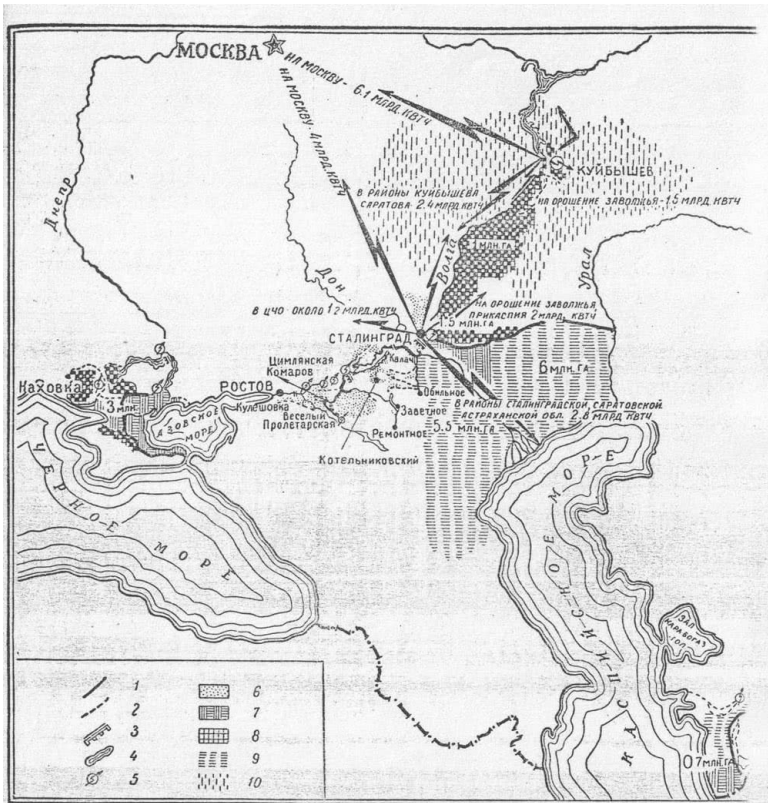 МОСКВА
НА МОСКВУ - 6.1 МЛРД. КВТЧ
НА МОСКВУ 4 МЛРД. КВТЧ
Днепр
КУЙБЫШЕВ
В РАЙОНЫ КУЙБЫШЕВА,
САРАТОВА 2.4 МЛРД. КВТЧ
НА ОРОШЕНИЕ ЗАВОЛЖЬЯ-1.5 МЛРД. КВТЧ
Волга
1 МЛН. ГА
Урал
Дон
НА ОРОШЕНИЕ ЗАВОЛЖЬЯ,
ПРИКАСПИЯ 2 МЛРД. КВТЧ
В ЦЧО ОКОЛО 1.2 МЛРД. КВТЧ
1.5 МЛН. ГА
СТАЛИНГРАД
Калач
6 МЛН. ГА
Цимлянская
Комаров
КАХОВКА
РОСТОВ
Обильное
В РАЙОНЫ СТАЛИНГРАДСКОЙ, САРАТОВСКОЙ
АСТРАХАНСКОЙ ОБЛ. 2.8 МЛРД. КВТЧ
3 МЛН.
АЗОВСКОЕ
МОРЕ
Кулешовка
Веселый
Пролетарская
Заветное
Ремонтное
5.5 МЛН. ГА
Котельниковский
ЧЕРНОЕ МОРЕ
КАСПИЙСКОЕ МОРЕ
ЗАЛ.
КАРАБОГАЗ
ГОЛ
0.7 МЛН. ГА
1
2
3
4
5
6
7
8
9
10